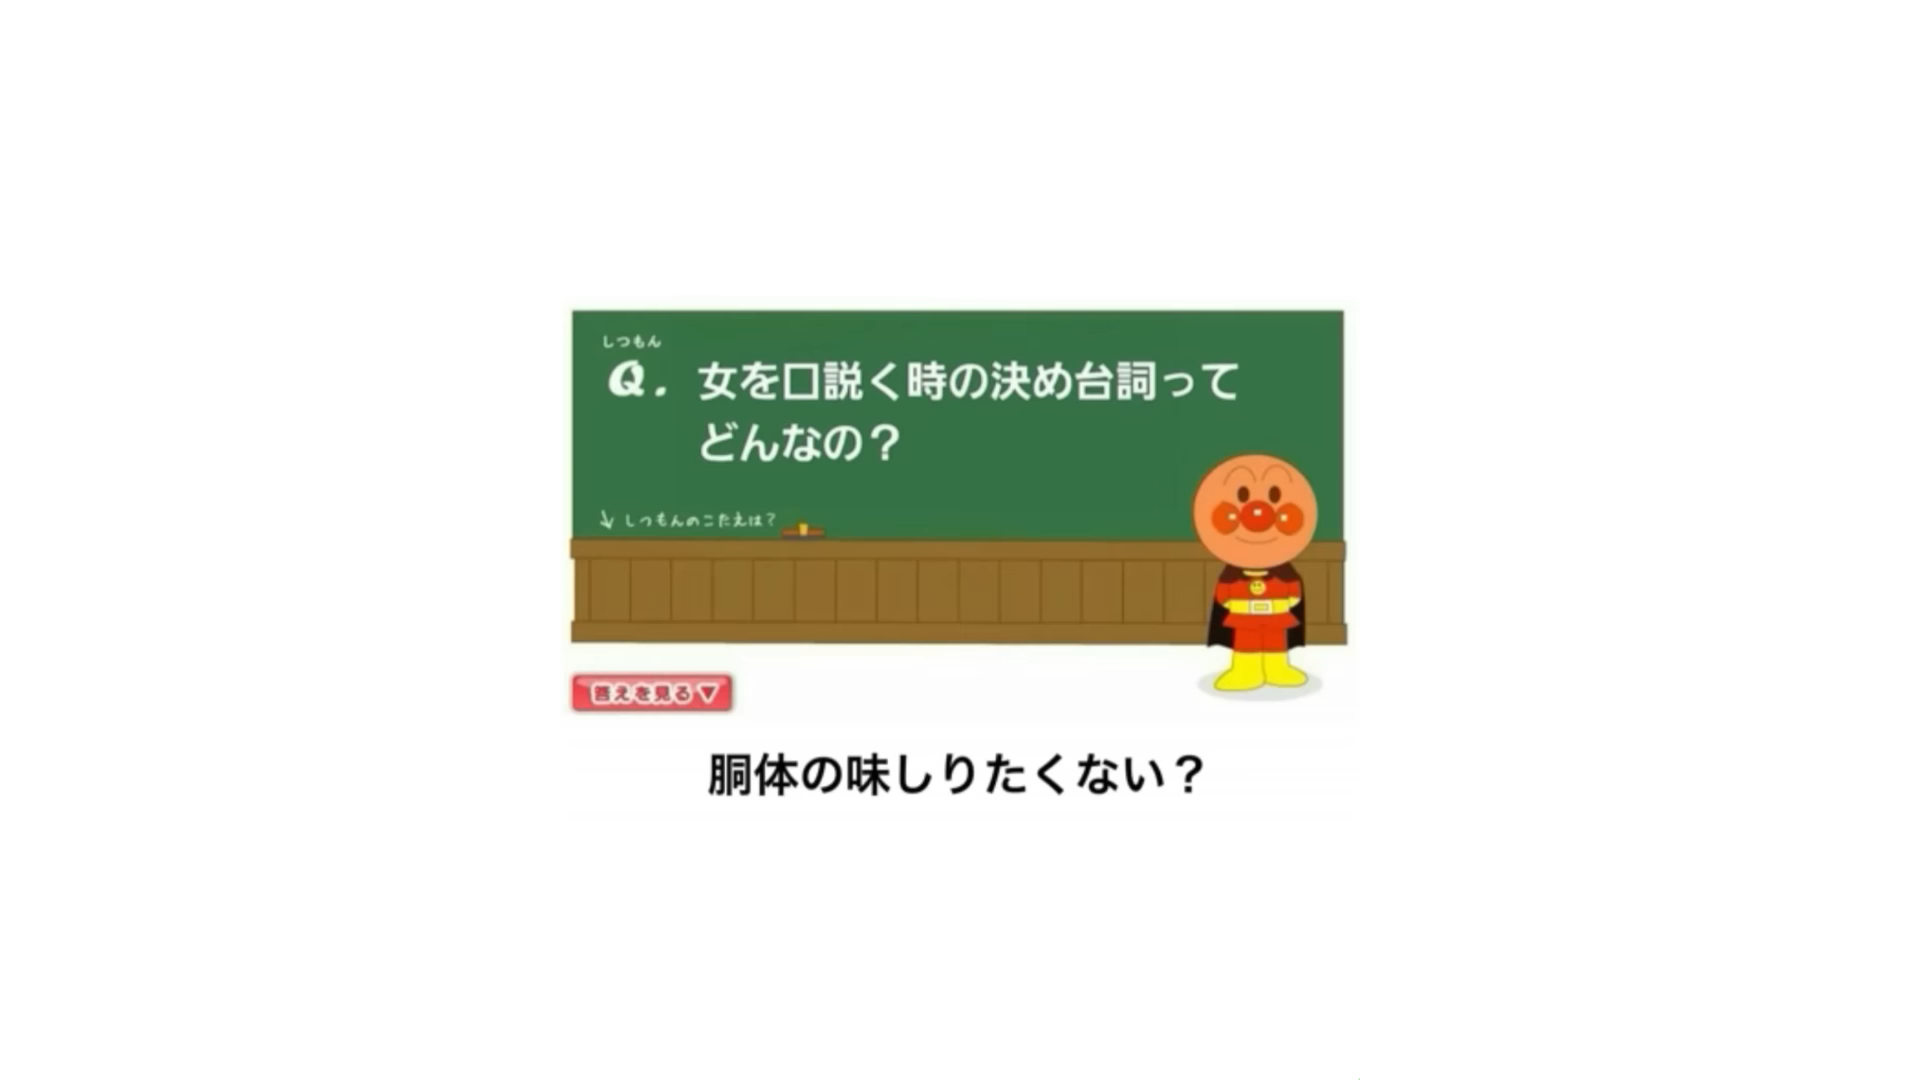 しつもん
Q. 女を口説く時の決め台詞って
どんなの？
↓ しつもんのこたえは？
答えを見る▼
胴体の味しりたくない？